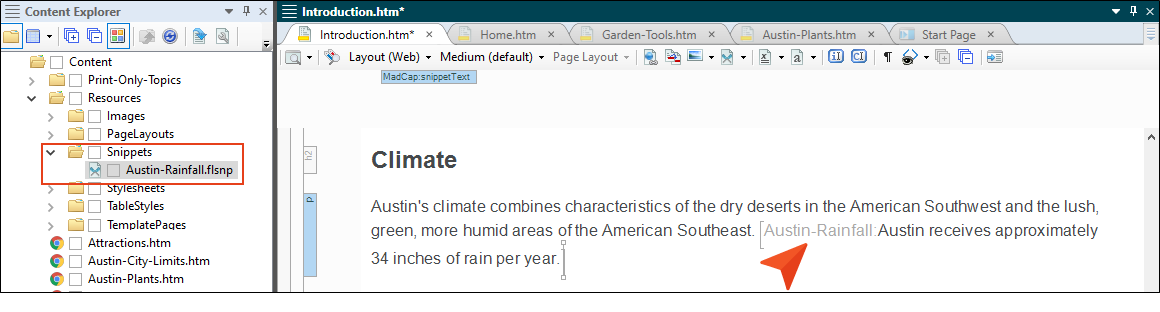 Content Explorer
Content
Print-Only-Topics
Resources
Images
PageLayouts
Snippets
Austin-Rainfall.flsnp
Stylesheets
TableStyles
TemplatePages
Attractions.htm
Austin-City-Limits.htm
Austin-Plants.htm
Introduction.htm*
Introduction.htm* Home.htm Garden-Tools.htm Austin-Plants.htm Start Page
Layout (Web) Medium (default) Page Layout
MadCap:snippetText
h2
Climate
p
Austin's climate combines characteristics of the dry deserts in the American Southwest and the lush,
green, more humid areas of the American Southeast. [Austin-Rainfall:Austin receives approximately
34 inches of rain per year.]